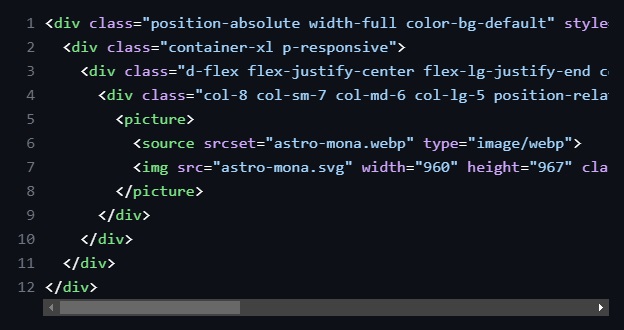 1 <div class="position-absolute width-full color-bg-default" style
2 <div class="container-xl p-responsive">
3 <div class="d-flex flex-justify-center flex-lg-justify-end
4 <div class="col-8 col-sm-7 col-md-6 col-lg-5
5 <picture>
6 <source srcset="astro-mona.webp" type="image/webp">
7 <img src="astro-mona.svg" width="960" height="967" cla
8 </picture>
9 </div>
10 </div>
11 </div>
12 </div>